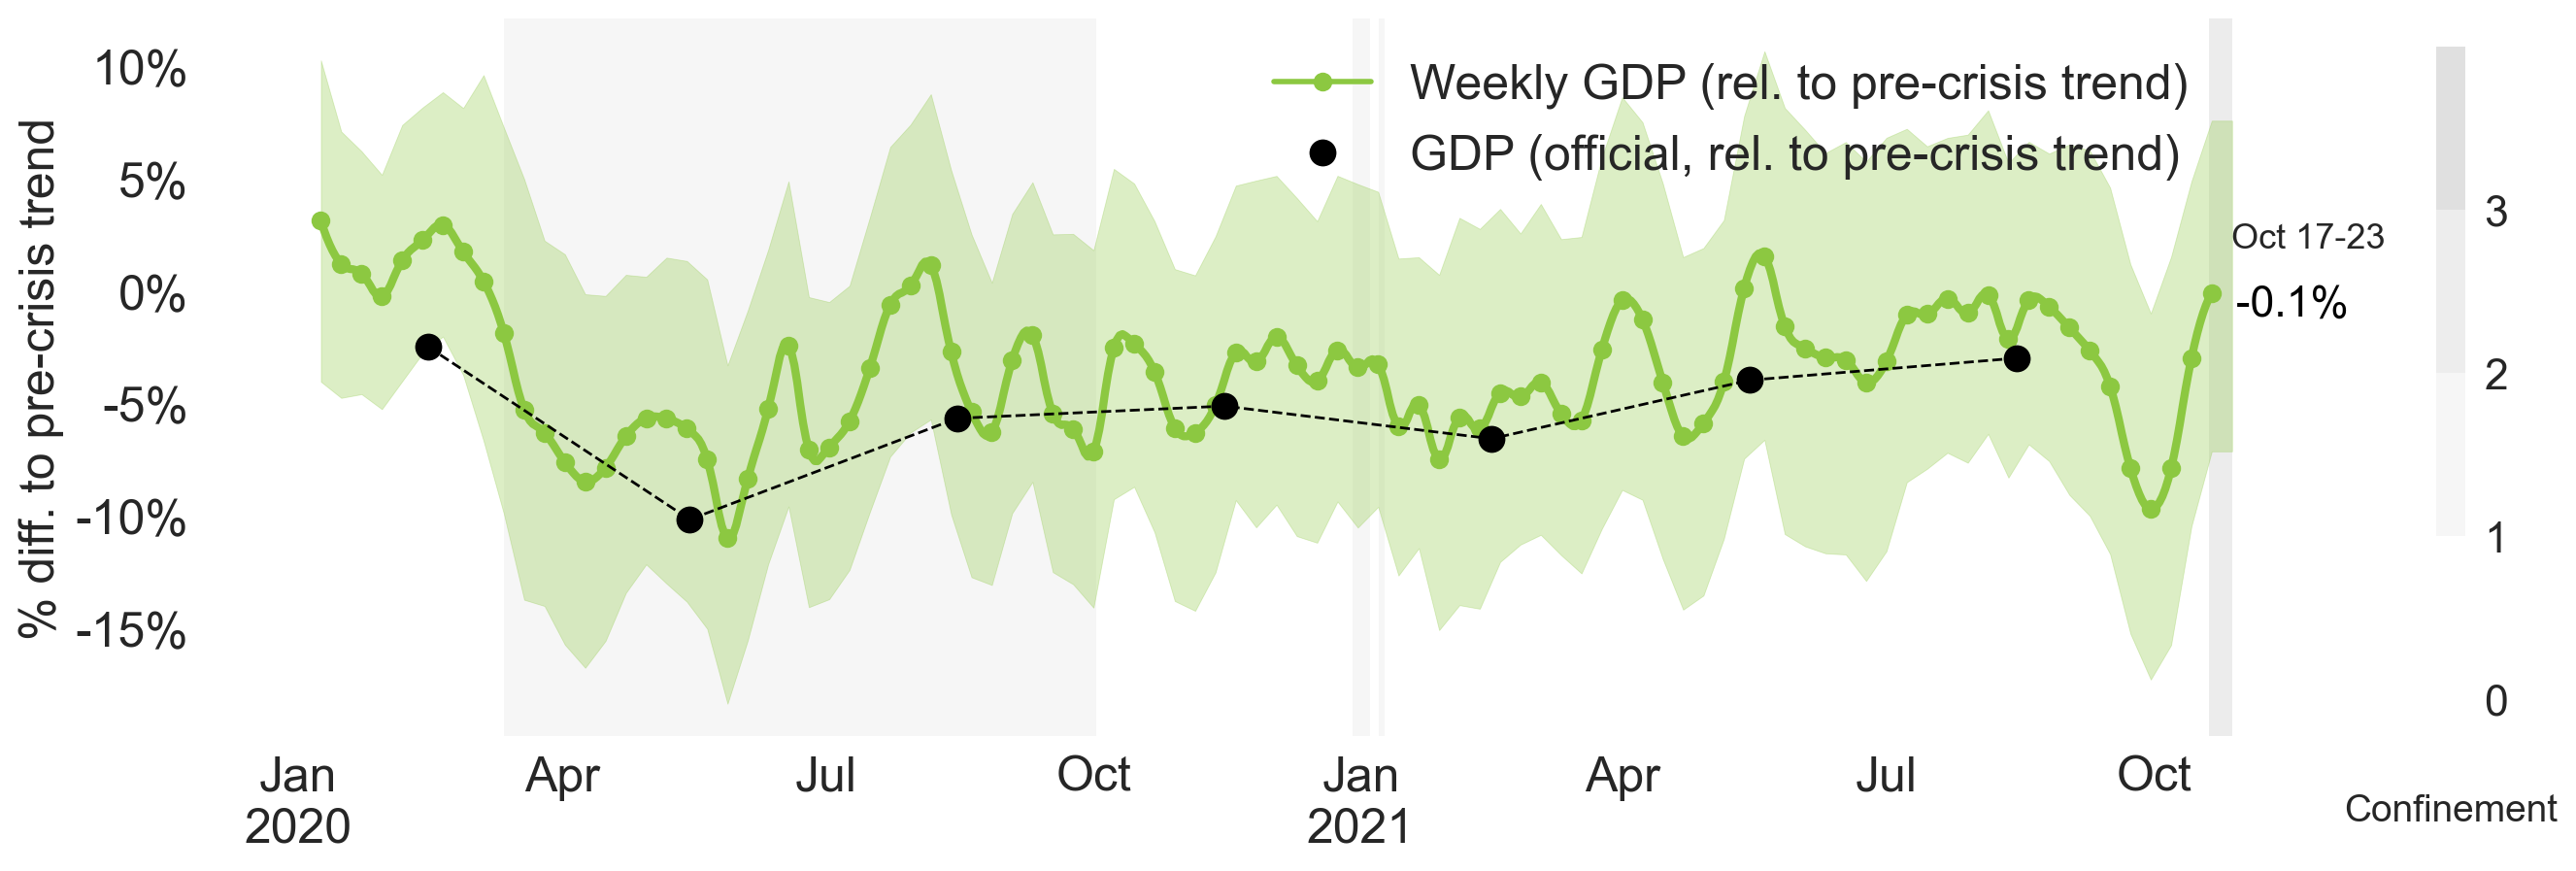 % diff. to pre-crisis trend
10%
5%
0%
-5%
-10%
-15%
Weekly GDP (rel. to pre-crisis trend)
GDP (official, rel. to pre-crisis trend)
Oct 17-23
-0.1%
3
2
1
0
Confinement
Jan Apr Jul Oct Jan Apr Jul Oct
2020 2021